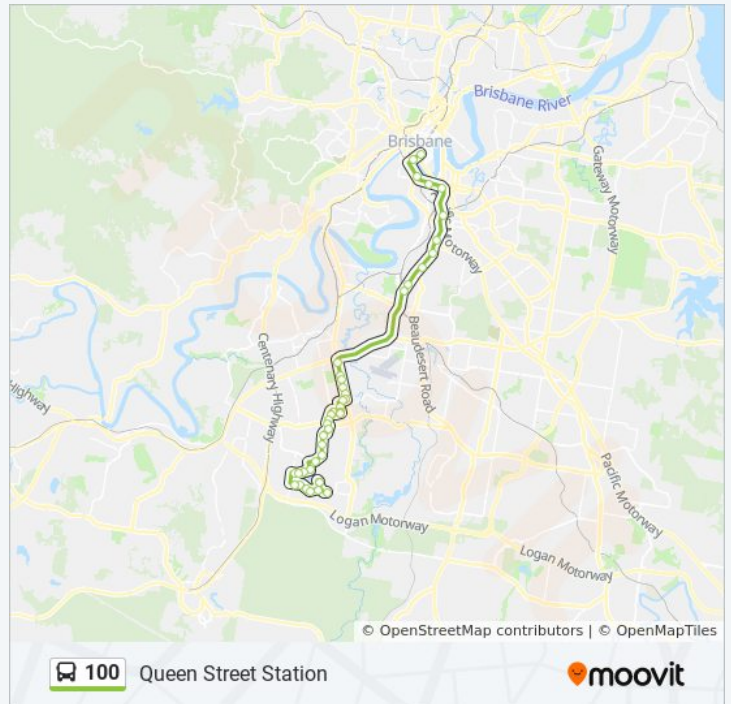 Brisbane River
Brisbane
Gateway Motorway
Motorway
Centenary Highway
Beaudesert Road
Highway
Pacific Motorway
Logan Motorway
Logan Motorway
© OpenStreetMap contributors | © OpenMapTiles
100 Queen Street Station
moovit